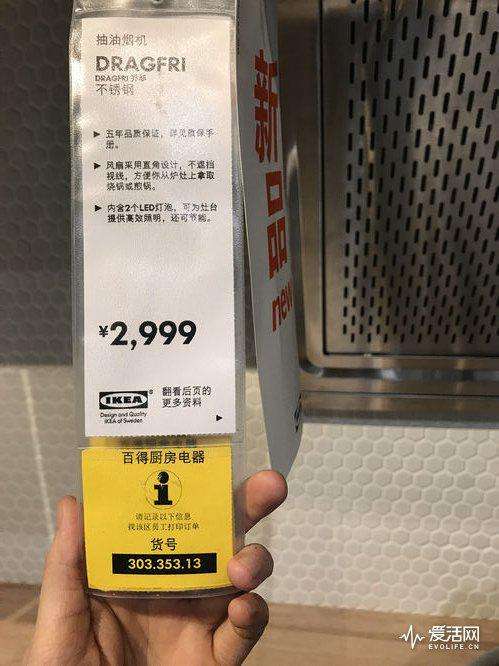 抽油烟机
DRAGFRI
DRAGFRI
不锈钢
▶ 五年品质保证，详见质保手
册。
▶ 风扇采用直角设计，不遮挡
视线，方便你从炉灶上拿取
烧锅或煎锅。
▶ 内含2个LED灯泡，可为灶台
提供高效照明，还可节能。
¥2,999
IKEA®
Design and Quality
IKEA of Sweden
翻看后页的
更多资料
▶
百得厨房电器
i
请记录以下信息
找该区员工打印订单
货号
303.353.13
新品
new
爱活网
EVOLIFE.CN